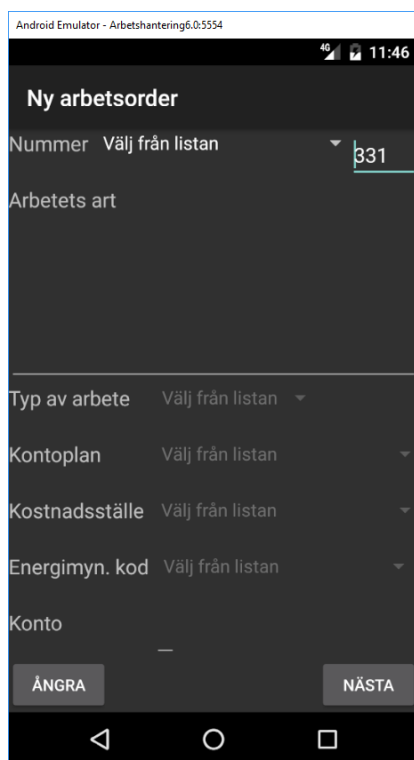 Android Emulator - Arbetshantering6.0:5554
4G 11:46
Ny arbetsorder
Nummer Välj från listan 331
Arbetets art
Typ av arbete Välj från listan
Kontoplan Välj från listan
Kostnadsställe Välj från listan
Energimyn. kod Välj från listan
Konto
ÅNGRA NÄSTA